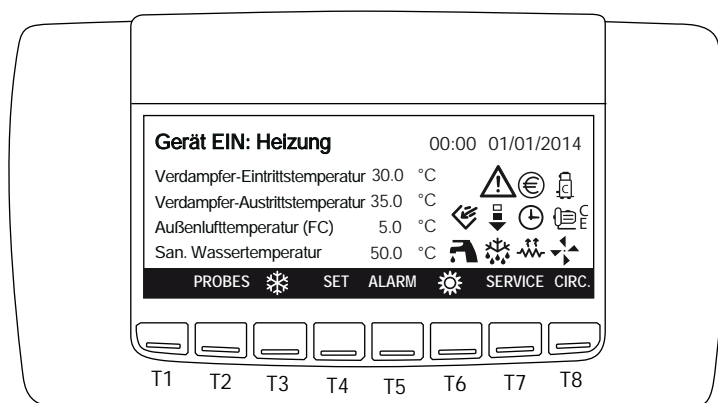 Gerät EIN: Heizung 00:00 01/01/2014
Verdampfer-Eintrittstemperatur 30.0 °C
Verdampfer-Austrittstemperatur 35.0 °C
Außenlufttemperatur (FC) 5.0 °C
San. Wassertemperatur 50.0 °C
€ C
C
E
PROBES SET ALARM SERVICE CIRC.
T1 T2 T3 T4 T5 T6 T7 T8